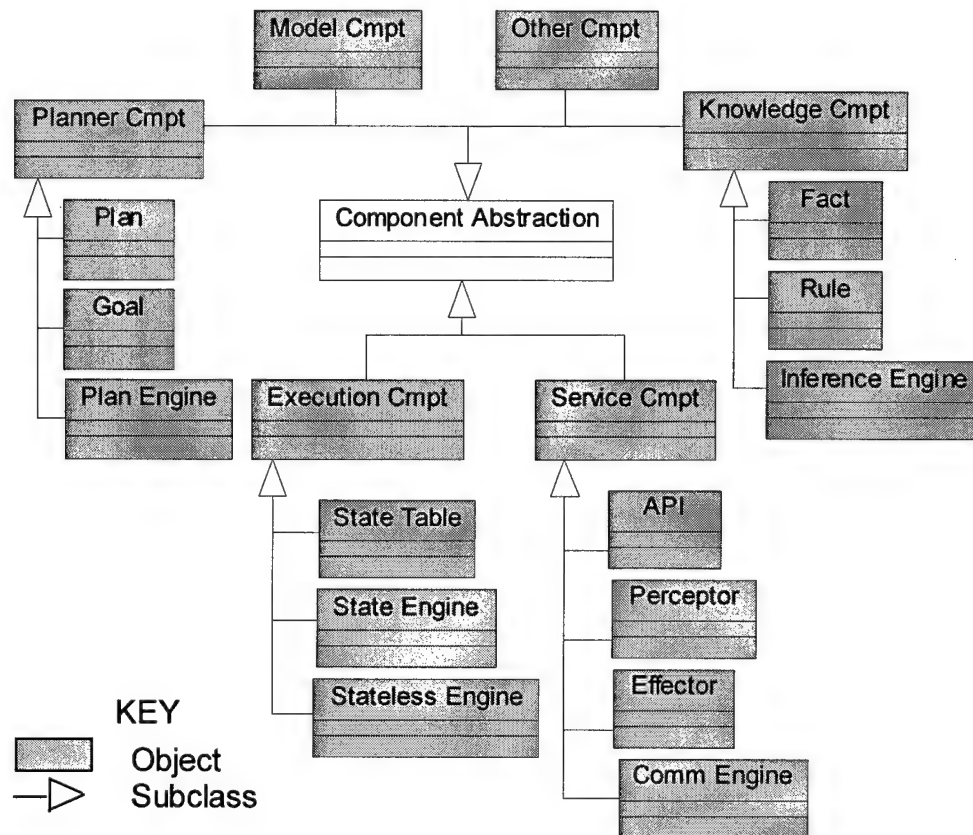 Model Cmpt
Other Cmpt
Planner Cmpt
Knowledge Cmpt
Plan
Component Abstraction
Fact
Goal
Rule
Plan Engine
Execution Cmpt
Service Cmpt
Inference Engine
State Table
API
State Engine
Perceptor
Stateless Engine
Effector
Comm Engine
KEY
Object
Subclass